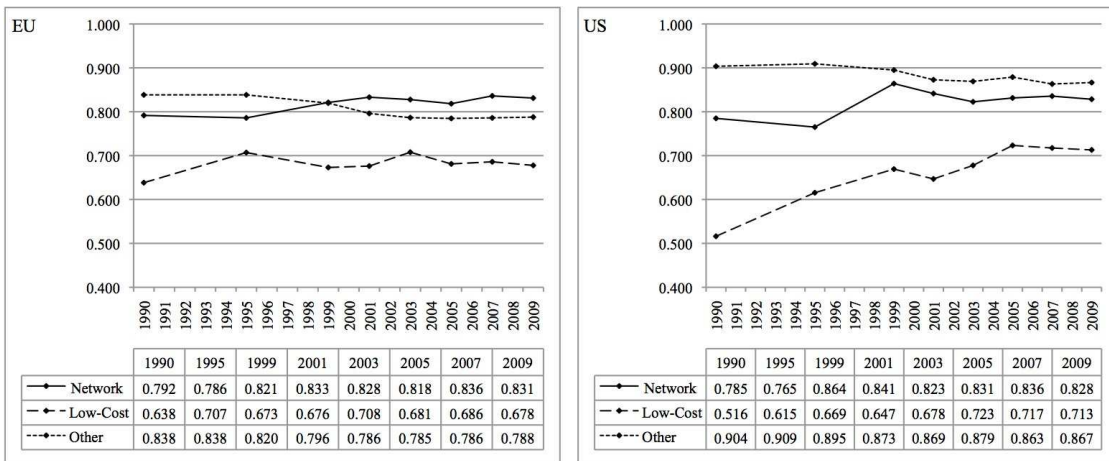 EU
1.000
0.900
0.800
0.700
0.600
0.500
0.400
1990 1991 1992 1993 1994 1995 1996 1997 1998 1999 2000 2001 2002 2003 2004 2005 2006 2007 2008 2009
1990 1995 1999 2001 2003 2005 2007 2009
Network 0.792 0.786 0.821 0.833 0.828 0.818 0.836 0.831
Low-Cost 0.638 0.707 0.673 0.676 0.708 0.681 0.686 0.678
Other 0.838 0.838 0.820 0.796 0.786 0.785 0.786 0.788
US
1.000
0.900
0.800
0.700
0.600
0.500
0.400
1990 1991 1992 1993 1994 1995 1996 1997 1998 1999 2000 2001 2002 2003 2004 2005 2006 2007 2008 2009
1990 1995 1999 2001 2003 2005 2007 2009
Network 0.785 0.765 0.864 0.841 0.823 0.831 0.836 0.828
Low-Cost 0.516 0.615 0.669 0.647 0.678 0.723 0.717 0.713
Other 0.904 0.909 0.895 0.873 0.869 0.879 0.863 0.867